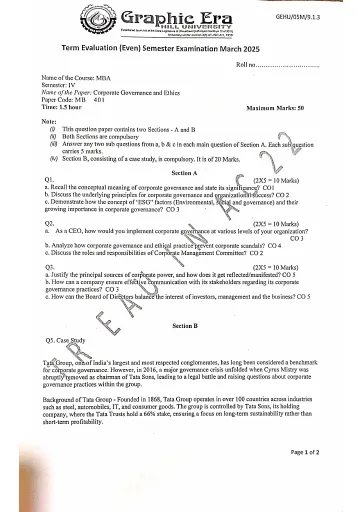 GEHU/05M/9.1.3
Graphic Era
HILL UNIVERSITY
Term Evaluation (Even) Semester Examination March 2025
Roll no..............................
Name of the Course: MBA
Semester: IV
Name of the Paper: Corporate Governance and Ethics
Paper Code: MB 401
Time: 1.5 hour Maximum Marks: 50
Note:
(i) This question paper contains two Sections - A and B
(ii) Both Sections are compulsory
(iii) Answer any two sub questions from a, b & c in each main question of Section A. Each sub question
carries 5 marks.
(iv) Section B, consisting of a case study, is compulsory. It is of 20 Marks.
Section A
Q1. (2X5 = 10 Marks)
a. Recall the conceptual meaning of corporate governance and state its significance? CO1
b. Discuss the underlying principles for corporate governance and organizational success? CO 2
c. Demonstrate how the concept of "ESG" factors (Environmental, Social and governance) and their
growing importance in corporate governance? CO 3
Q2. (2X5 = 10 Marks)
a. As a CEO, how would you implement corporate governance at various levels of your organization?
CO 3
b. Analyze how corporate governance and ethical practice prevent corporate scandals? CO 4
c. Discuss the roles and responsibilities of Corporate Management Committee? CO 2
Q3. (2X5 = 10 Marks)
a. Justify the principal sources of corporate power, and how does it get reflected/manifested? CO 5
b. How can a company ensure effective communication with its stakeholders regarding its corporate
governance practices? CO 3
c. How can the Board of Directors balance the interest of investors, management and the business? CO 5
Section B
Q5. Case Study
Tata Group, one of India's largest and most respected conglomerates, has long been considered a benchmark
for corporate governance. However, in 2016, a major governance crisis unfolded when Cyrus Mistry was
abruptly removed as chairman of Tata Sons, leading to a legal battle and raising questions about corporate
governance practices within the group.
Background of Tata Group - Founded in 1868, Tata Group operates in over 100 countries across industries
such as steel, automobiles, IT, and consumer goods. The group is controlled by Tata Sons, its holding
company, where the Tata Trusts hold a 66% stake, ensuring a focus on long-term sustainability rather than
short-term profitability.
Page 1 of 2